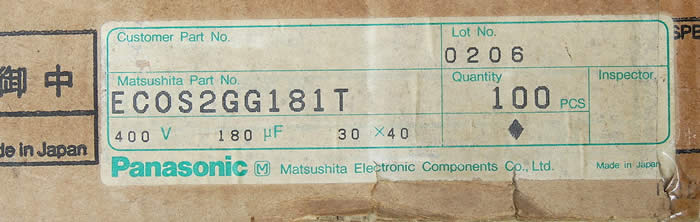 Customer Part No.
Lot No.
0206
Matsushita Part No.
Quantity
Inspector
ECOS2GG181T
100 PCS
400 V 180 µF 30 ×40
Panasonic M Matsushita Electronic Components Co., Ltd. Made in Japan
御中
de in Japan
SPE